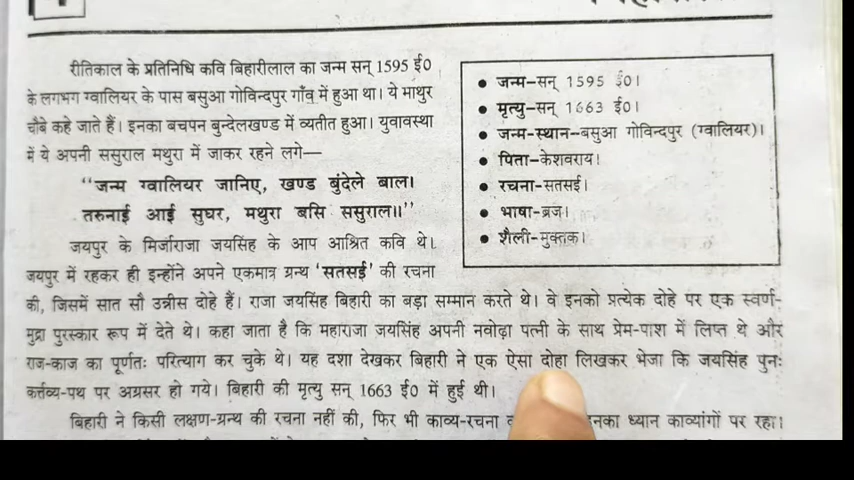 रीतिकाल के प्रतिनिधि कवि बिहारीलाल का जन्म सन् 1595 ई०
के लगभग ग्वालियर के पास बसुआ गोविन्दपुर गाँव में हुआ था। ये माथुर
चौबे कहे जाते हैं। इनका बचपन बुन्देलखण्ड में व्यतीत हुआ। युवावस्था
में ये अपनी ससुराल मथुरा में जाकर रहने लगे—
“जन्म ग्वालियर जानिए, खण्ड बुंदेले बाल।
तरुनाई आई सुघर, मथुरा बसि ससुराल॥”
जयपुर के मिर्जाराजा जयसिंह के आप आश्रित कवि थे।
जयपुर में रहकर ही इन्होंने अपने एकमात्र ग्रन्थ ‘सतसई’ की रचना
● जन्म-सन् 1595 ई०।
● मृत्यु-सन् 1663 ई०।
● जन्म-स्थान-बसुआ गोविन्दपुर (ग्वालियर)।
● पिता-केशवराय।
● रचना-सतसई।
● भाषा-ब्रज।
● शैली-मुक्तक।
की, जिसमें सात सौ उन्नीस दोहे हैं। राजा जयसिंह बिहारी का बड़ा सम्मान करते थे। वे इनको प्रत्येक दोहे पर एक स्वर्ण-
मुद्रा पुरस्कार रूप में देते थे। कहा जाता है कि महाराजा जयसिंह अपनी नवोढ़ा पत्नी के साथ प्रेम-पाश में लिप्त थे और
राज-काज का पूर्णतः परित्याग कर चुके थे। यह दशा देखकर बिहारी ने एक ऐसा दोहा लिखकर भेजा कि जयसिंह पुनः
कर्त्तव्य-पथ पर अग्रसर हो गये। बिहारी की मृत्यु सन् 1663 ई० में हुई थी।
बिहारी ने किसी लक्षण-ग्रन्थ की रचना नहीं की, फिर भी काव्य-रचना ध्यान काव्यांगों पर रहा।